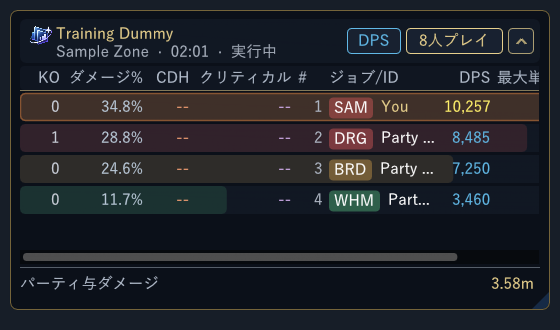 Training Dummy
Sample Zone · 02:01 · 実行中
DPS 8人プレイ
KO ダメージ% CDH クリティカル # ジョブ/ID DPS 最大単
0 34.8% -- -- 1 SAM You 10,257
1 28.8% -- -- 2 DRG Party ... 8,485
0 24.6% -- -- 3 BRD Party ... 7,250
0 11.7% -- -- 4 WHM Part... 3,460
パーティ与ダメージ 3.58m